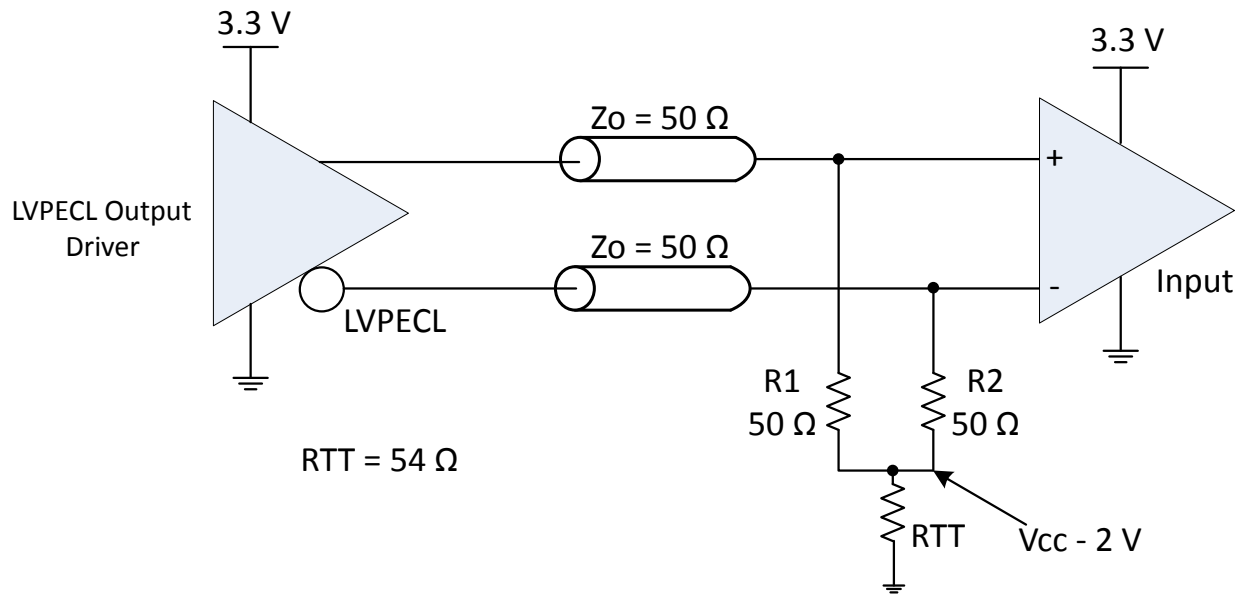 3.3 V
3.3 V
Zo = 50 Ω
+
LVPECL Output
Driver
Zo = 50 Ω
-
Input
LVPECL
R1
50 Ω
R2
50 Ω
RTT = 54 Ω
RTT
Vcc - 2 V